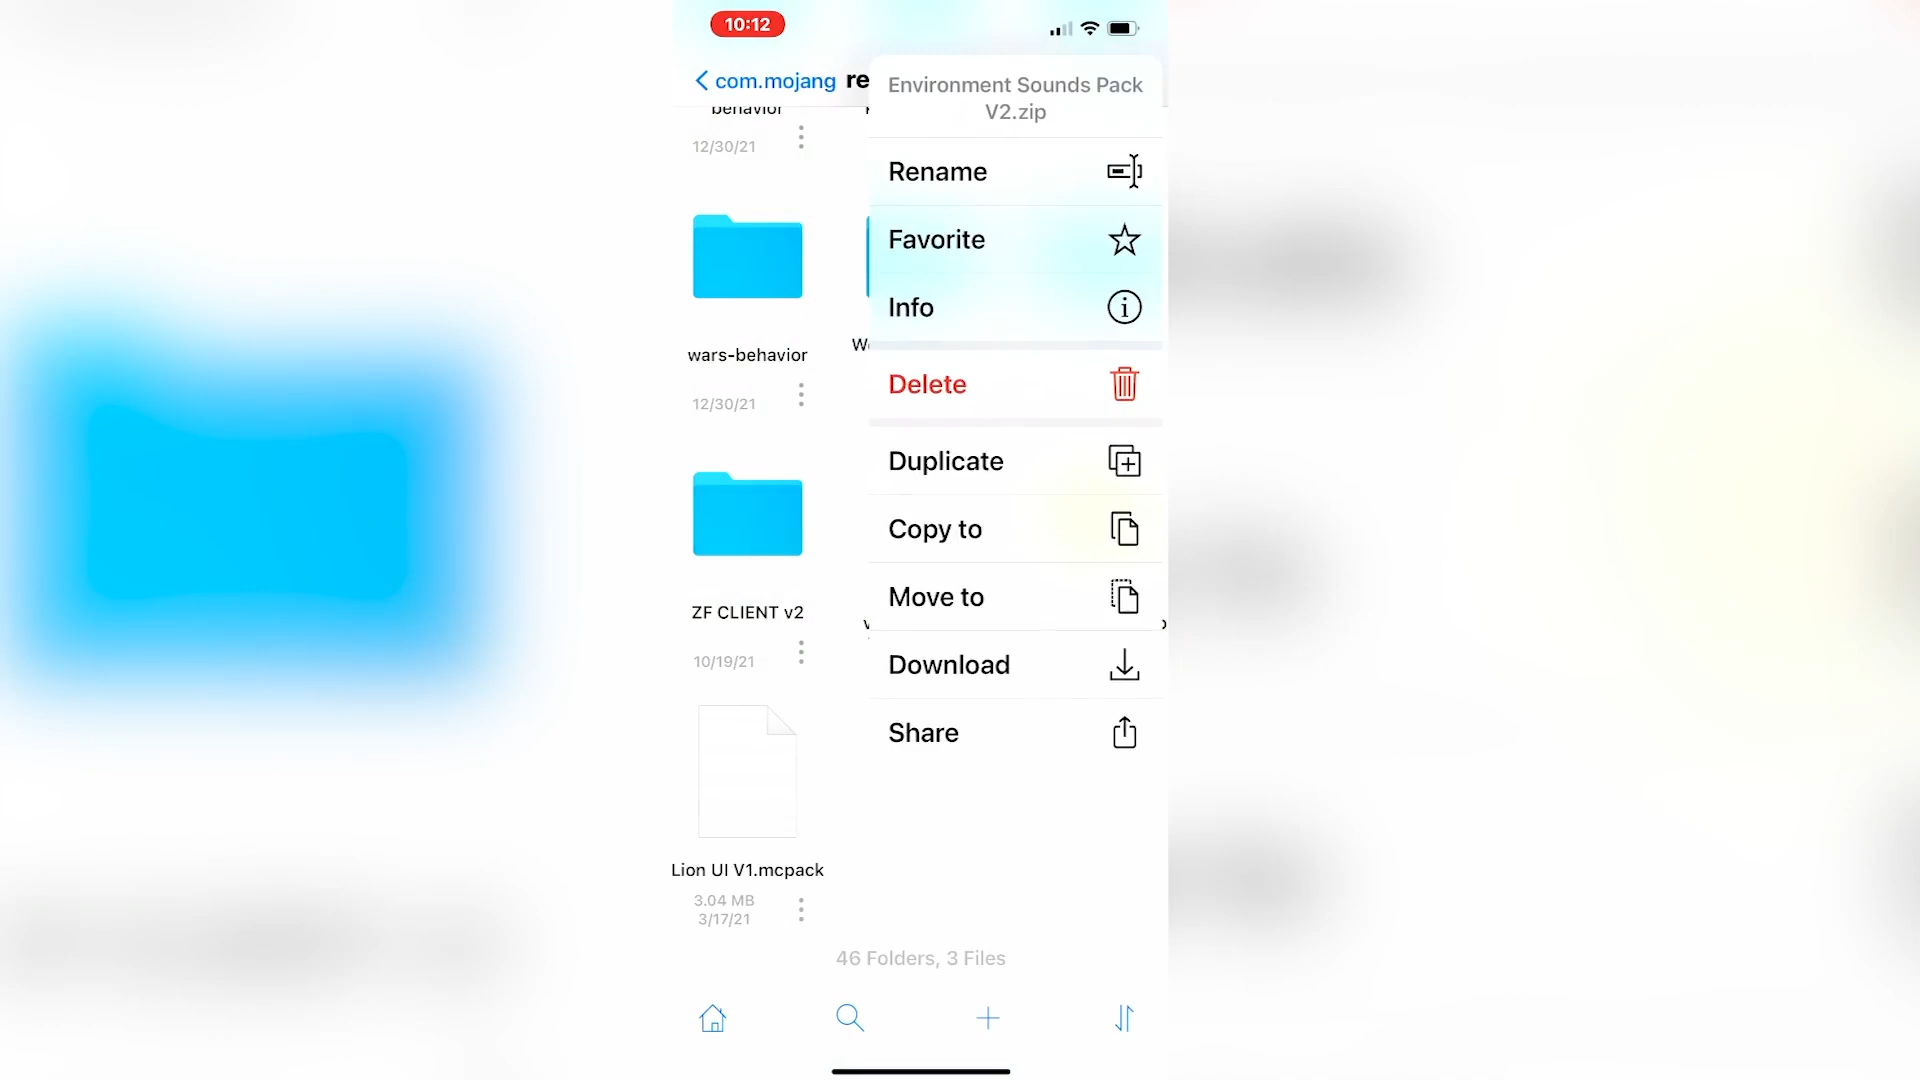 10:12
com.mojang re
Environment Sounds Pack
V2.zip
behavior
12/30/21
Rename
Favorite
Info
wars-behavior
12/30/21
Delete
Duplicate
Copy to
Move to
ZF CLIENT v2
10/19/21
Download
Share
Lion UI V1.mcpack
3.04 MB
3/17/21
46 Folders, 3 Files